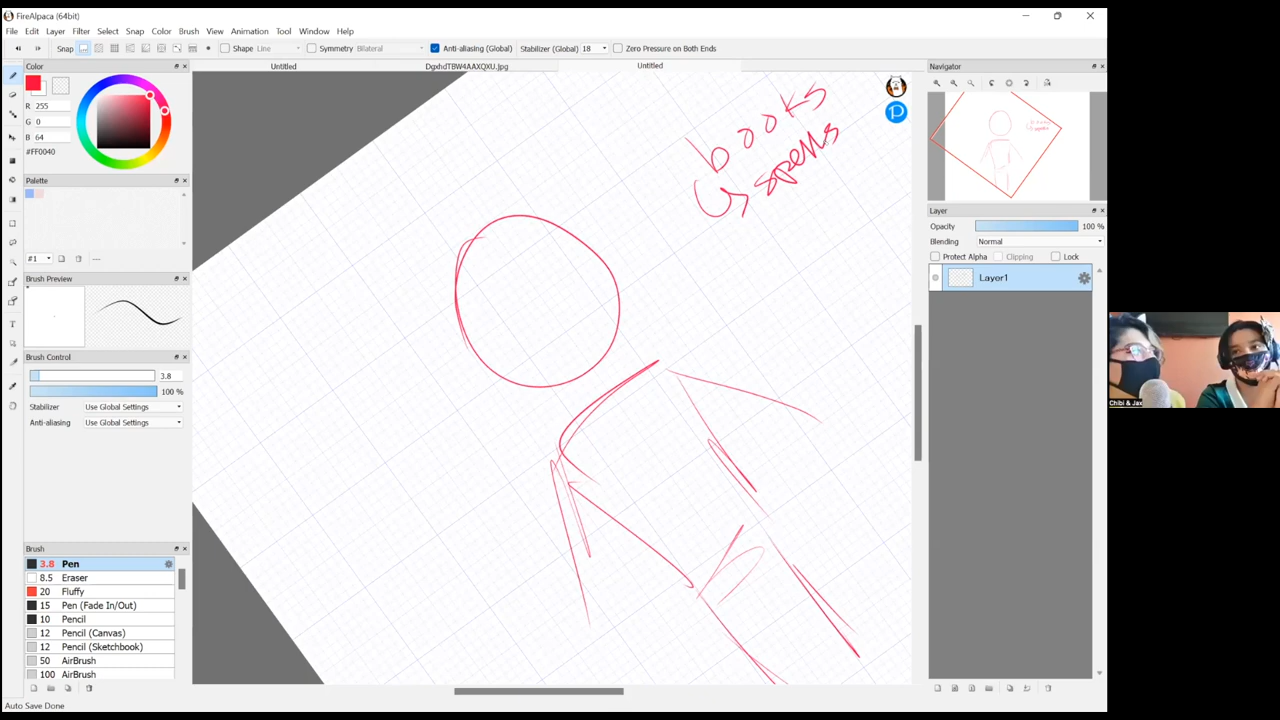 FireAlpaca (64bit)
File Edit Layer Filter Select Snap Color Brush View Animation Tool Window Help
Snap Shape Line Symmetry Bilateral Anti-aliasing (Global) Stabilizer (Global) 18 Zero Pressure on Both Ends
Color
Untitled
DgxhdTBW4AAXQXU.jpg
Untitled
Navigator
R 255
G 0
B 64
#FF0040
Palette
#1
---
Brush Preview
Brush Control
3.8
100 %
Stabilizer Use Global Settings
Anti-aliasing Use Global Settings
Brush
3.8 Pen
8.5 Eraser
20 Fluffy
15 Pen (Fade In/Out)
10 Pencil
12 Pencil (Canvas)
12 Pencil (Sketchbook)
50 AirBrush
100 AirBrush
Auto Save Done
books
spells
Layer
Opacity 100 %
Blending Normal
Protect Alpha Clipping Lock
Layer1
Chibi & Jax